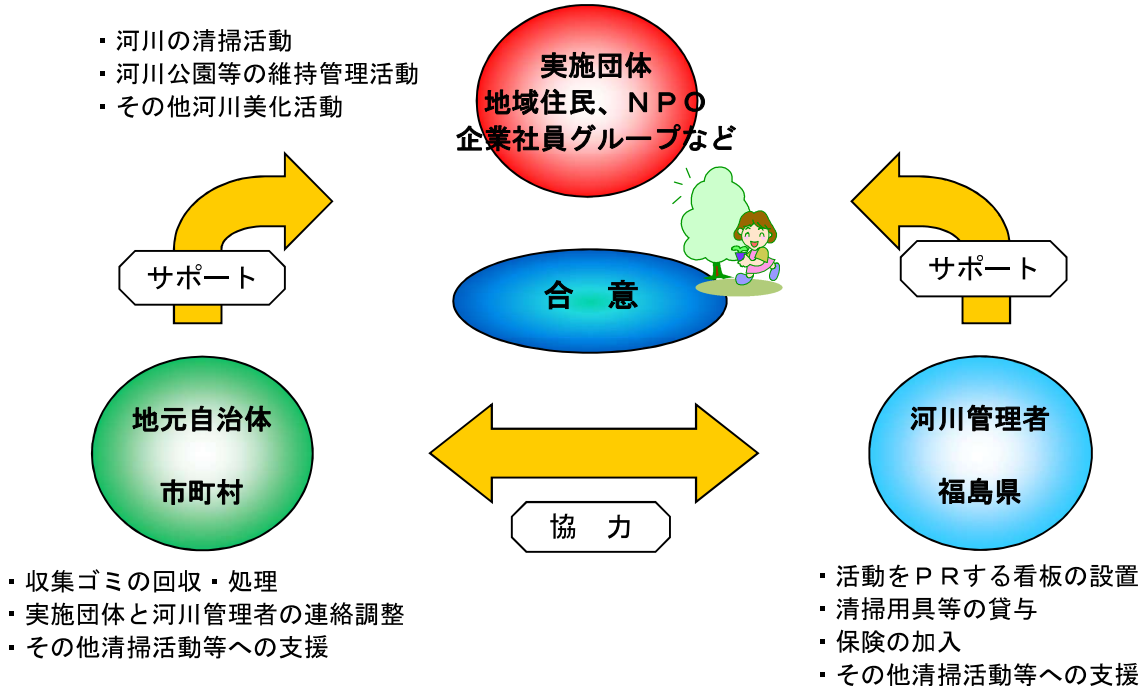 ・河川の清掃活動
・河川公園等の維持管理活動
・その他河川美化活動
実施団体
地域住民、ＮＰＯ
企業社員グループなど
サポート
サポート
合　意
地元自治体
市町村
河川管理者
福島県
協　力
・収集ゴミの回収・処理
・実施団体と河川管理者の連絡調整
・その他清掃活動等への支援
・活動をＰＲする看板の設置
・清掃用具等の貸与
・保険の加入
・その他清掃活動等への支援